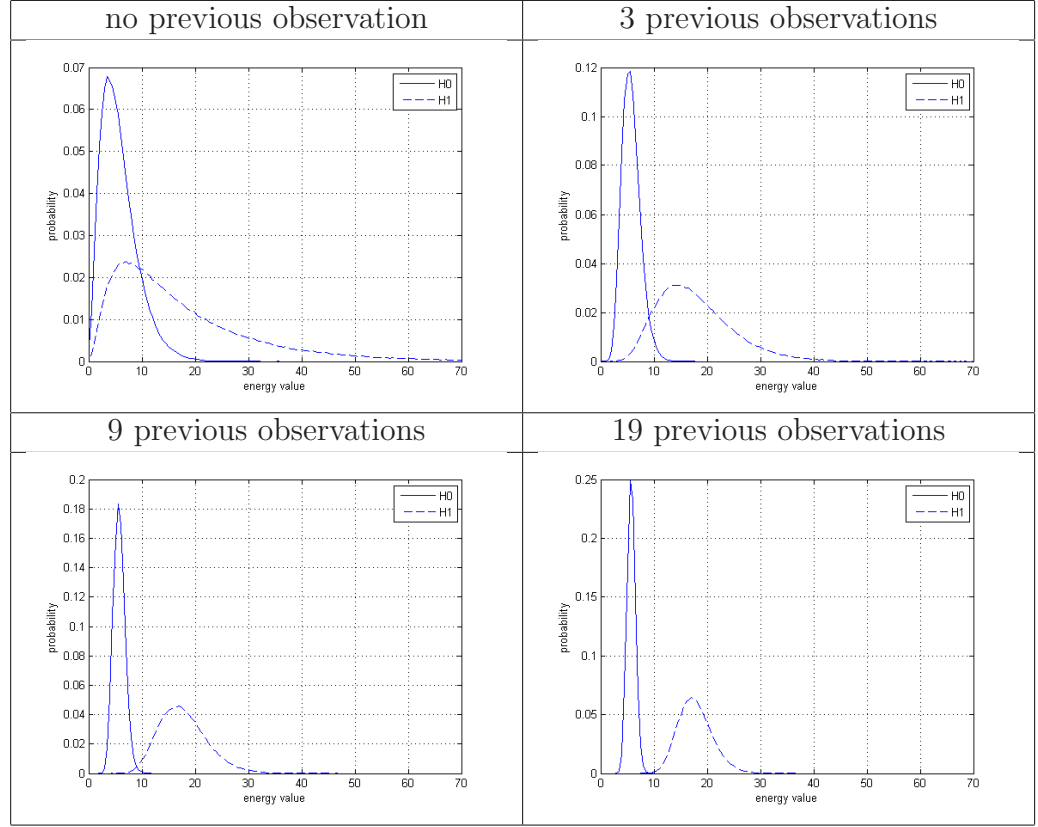 no previous observation
3 previous observations
0.07
0.06
0.05
0.04
0.03
0.02
0.01
0
probability
H0
H1
0 10 20 30 40 50 60 70
energy value
0.12
0.1
0.08
0.06
0.04
0.02
0
probability
H0
H1
0 10 20 30 40 50 60 70
energy value
9 previous observations
19 previous observations
0.2
0.18
0.16
0.14
0.12
0.1
0.08
0.06
0.04
0.02
0
probability
H0
H1
0 10 20 30 40 50 60 70
energy value
0.25
0.2
0.15
0.1
0.05
0
probability
H0
H1
0 10 20 30 40 50 60 70
energy value